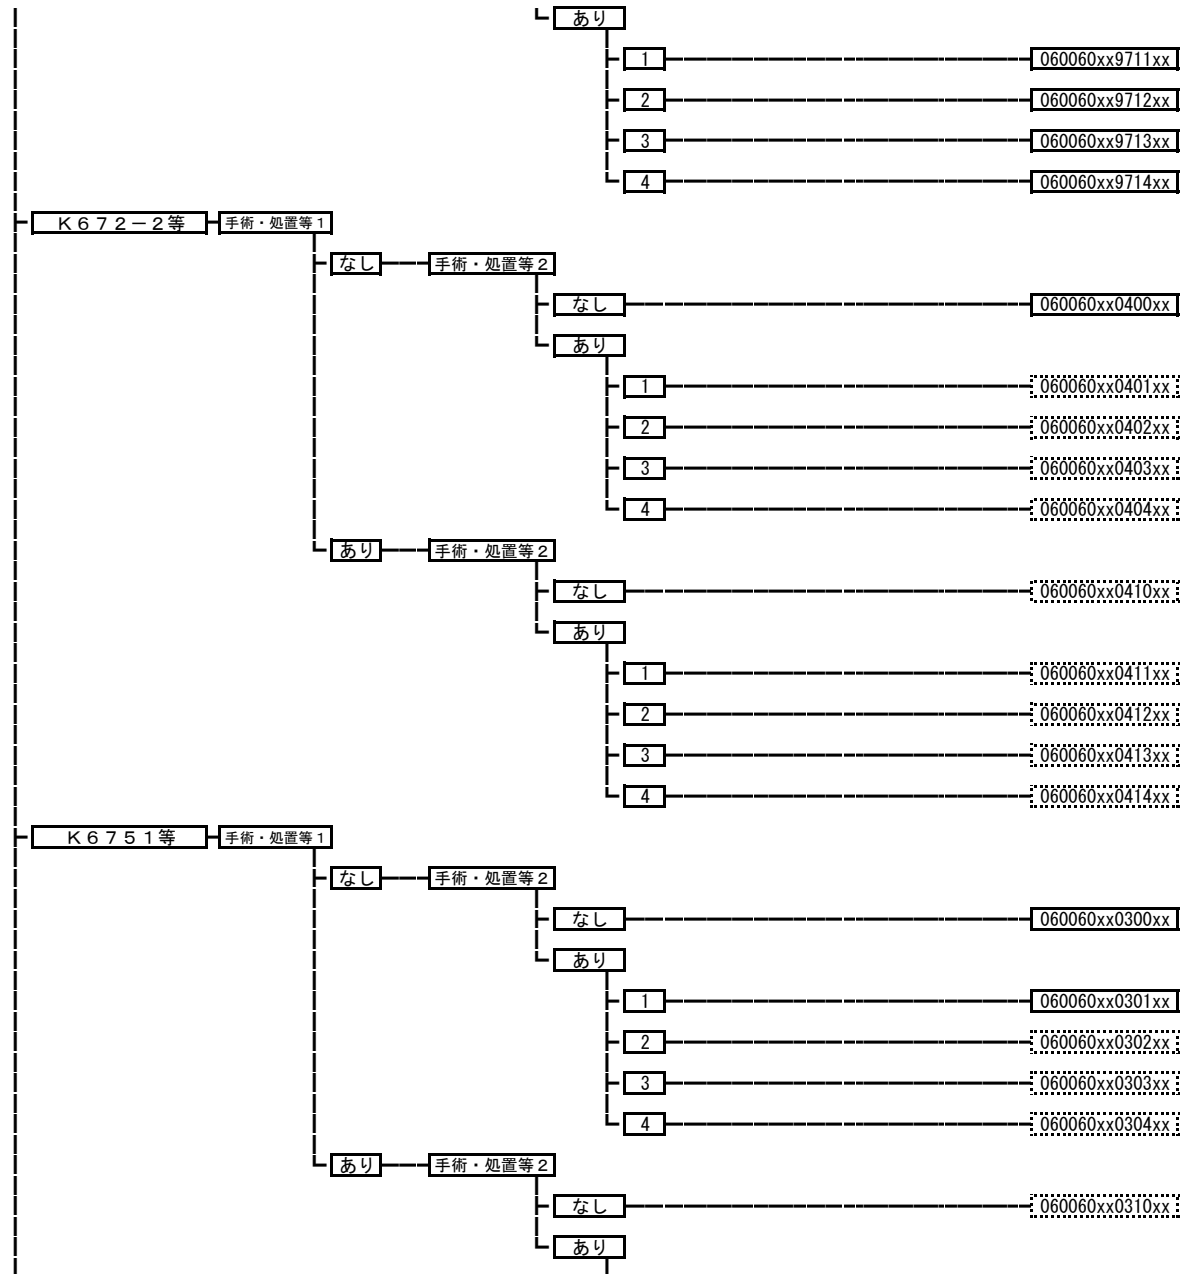 あり
1 060060xx9711xx
2 060060xx9712xx
3 060060xx9713xx
4 060060xx9714xx
K672-2等 手術・処置等1
なし 手術・処置等2
なし 060060xx0400xx
あり
1 060060xx0401xx
2 060060xx0402xx
3 060060xx0403xx
4 060060xx0404xx
あり 手術・処置等2
なし 060060xx0410xx
あり
1 060060xx0411xx
2 060060xx0412xx
3 060060xx0413xx
4 060060xx0414xx
K6751等 手術・処置等1
なし 手術・処置等2
なし 060060xx0300xx
あり
1 060060xx0301xx
2 060060xx0302xx
3 060060xx0303xx
4 060060xx0304xx
あり 手術・処置等2
なし 060060xx0310xx
あり